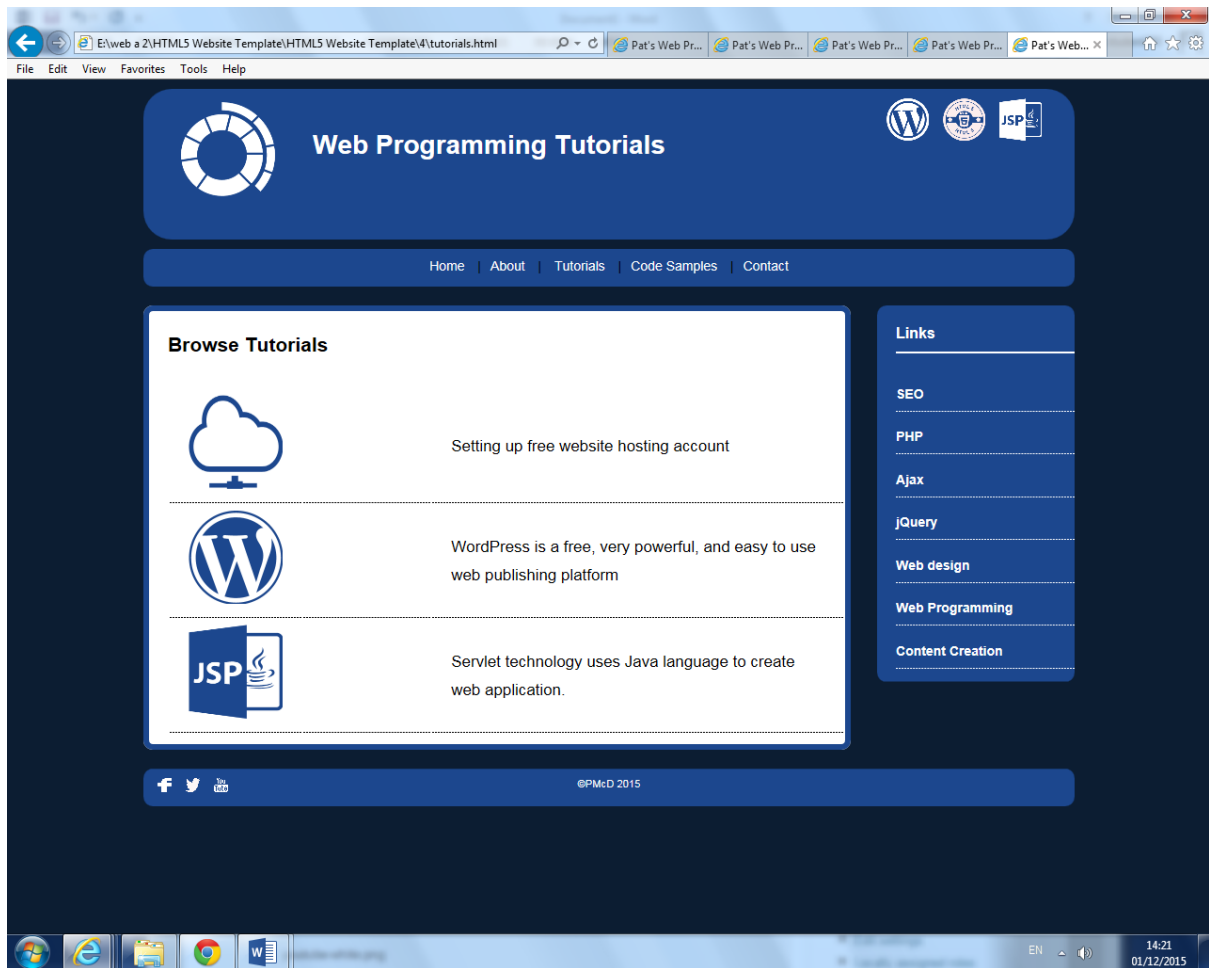 E:\web a 2\HTML5 Website Template\HTML5 Website Template\4\tutorials.html
Pat's Web Pr...
Pat's Web Pr...
Pat's Web Pr...
Pat's Web Pr...
Pat's Web...
File Edit View Favorites Tools Help
Web Programming Tutorials
JSP
Home | About | Tutorials | Code Samples | Contact
Browse Tutorials
Setting up free website hosting account
WordPress is a free, very powerful, and easy to use
web publishing platform
JSP
Servlet technology uses Java language to create
web application.
Links
SEO
PHP
Ajax
jQuery
Web design
Web Programming
Content Creation
You
Tube
©PMcD 2015
EN
14:21
01/12/2015